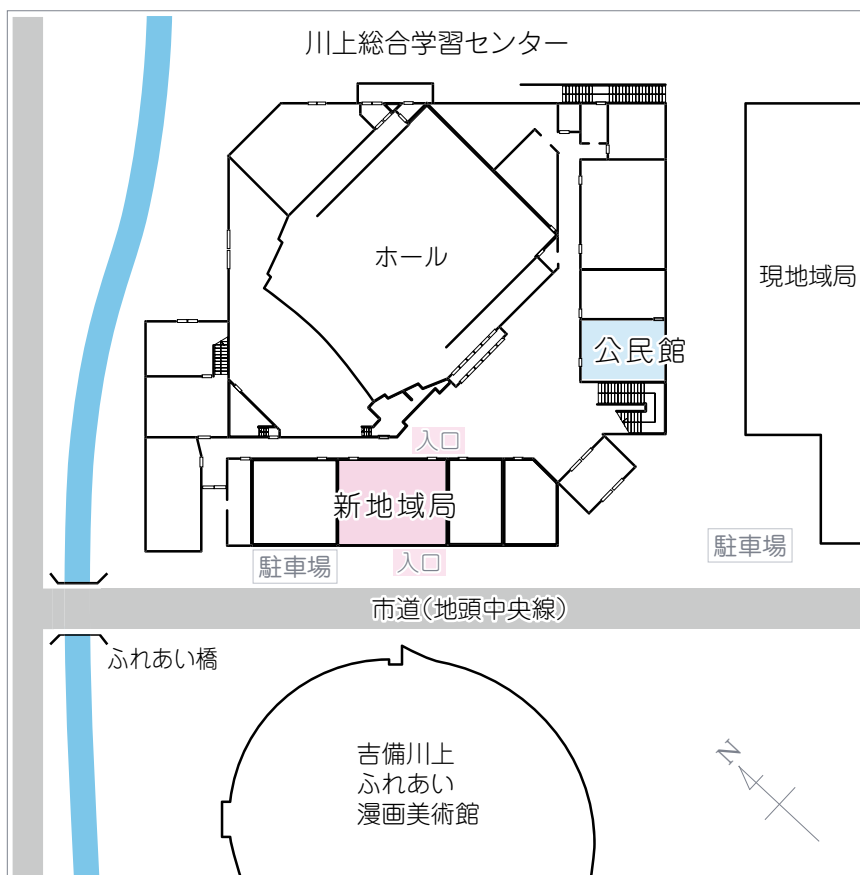 川上総合学習センター
ホール
現地域局
公民館
入口
新地域局
入口
駐車場
駐車場
市道(地頭中央線)
ふれあい橋
吉備川上
ふれあい
漫画美術館
N